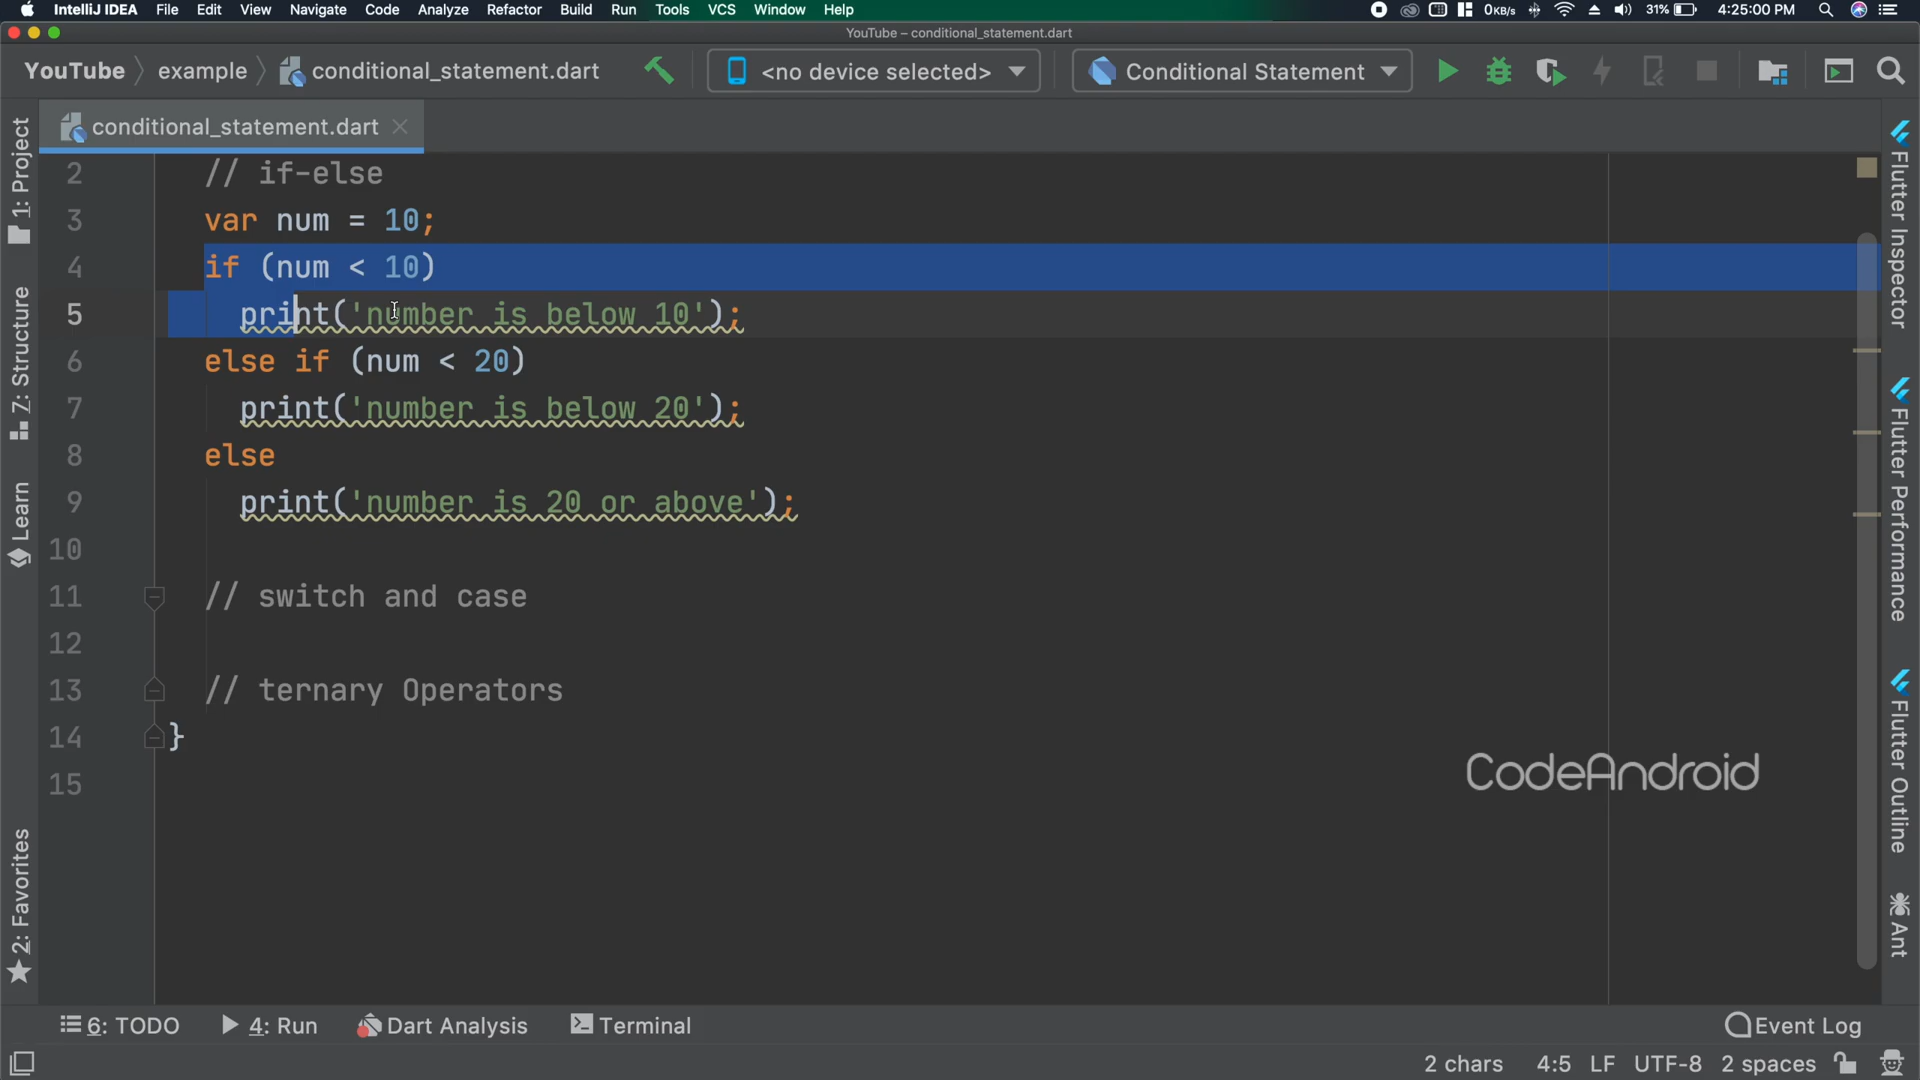 IntelliJ IDEA File Edit View Navigate Code Analyze Refactor Build Run Tools VCS Window Help 0KB/s 31% 4:25:00 PM
YouTube – conditional_statement.dart
YouTube example conditional_statement.dart <no device selected> Conditional Statement
conditional_statement.dart
2 // if-else
3 var num = 10;
4 if (num < 10)
5 print('number is below 10');
6 else if (num < 20)
7 print('number is below 20');
8 else
9 print('number is 20 or above');
10
11 // switch and case
12
13 // ternary Operators
14 }
15
1: Project
Z: Structure
Learn
2: Favorites
Flutter Inspector
Flutter Performance
Flutter Outline
Ant
CodeAndroid
6: TODO 4: Run Dart Analysis Terminal Event Log
2 chars 4:5 LF UTF-8 2 spaces